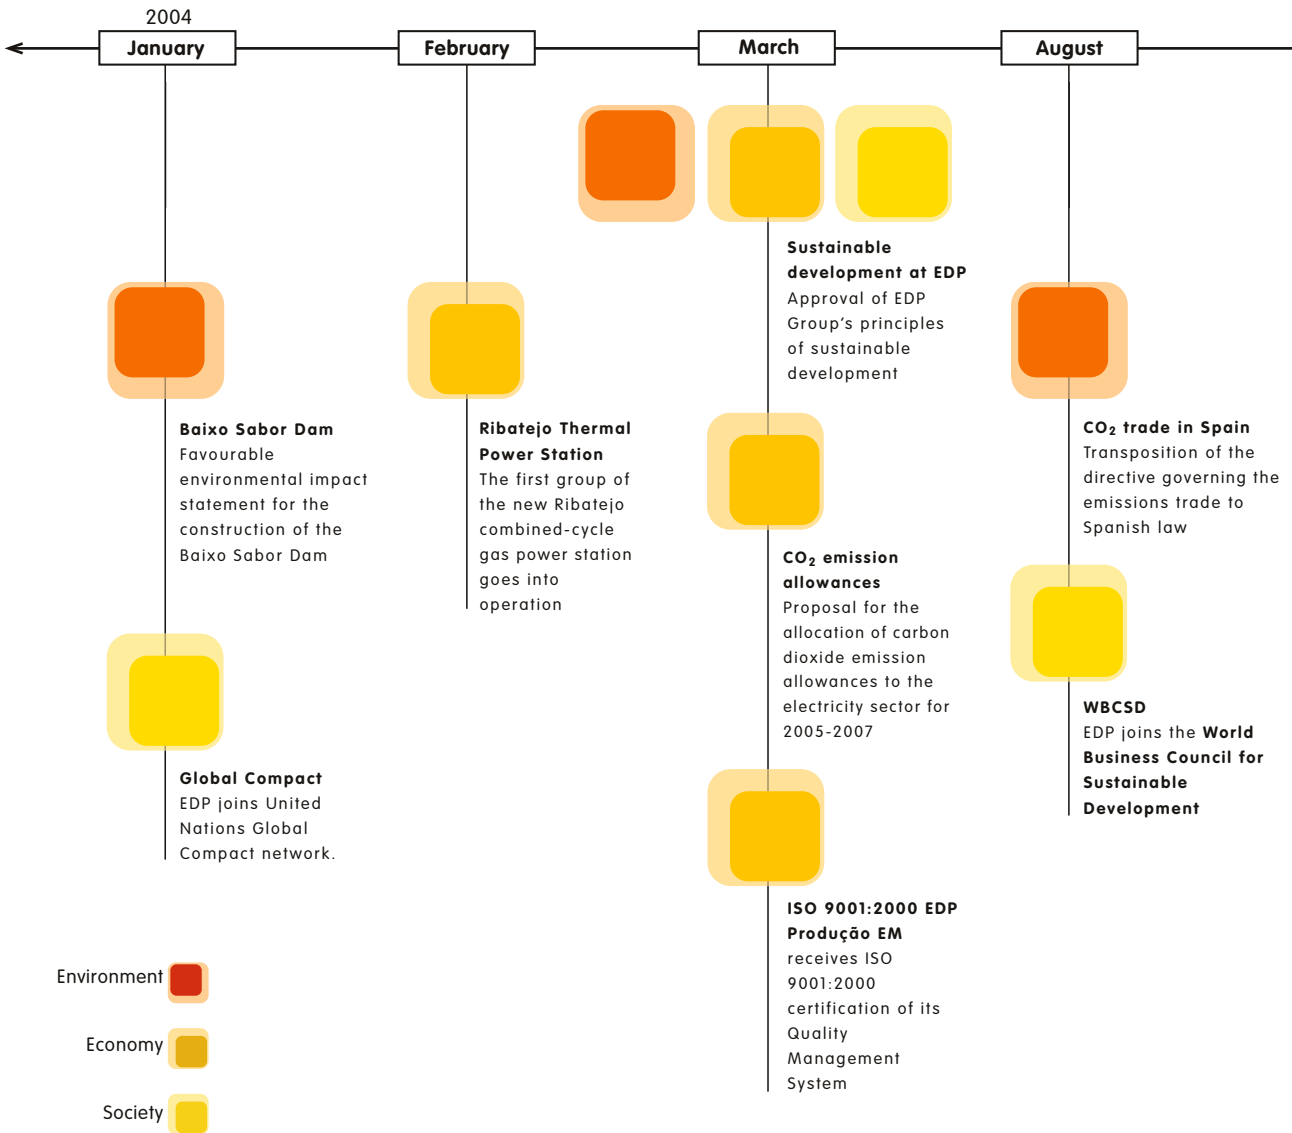 2004
January
February
March
August
Baixo Sabor Dam
Favourable
environmental impact
statement for the
construction of the
Baixo Sabor Dam
Global Compact
EDP joins United
Nations Global
Compact network.
Ribatejo Thermal
Power Station
The first group of
the new Ribatejo
combined-cycle
gas power station
goes into
operation
Sustainable
development at EDP
Approval of EDP
Group's principles
of sustainable
development
CO₂ emission
allowances
Proposal for the
allocation of carbon
dioxide emission
allowances to the
electricity sector for
2005-2007
ISO 9001:2000 EDP
Produção EM
receives ISO
9001:2000
certification of its
Quality
Management
System
CO₂ trade in Spain
Transposition of the
directive governing the
emissions trade to
Spanish law
WBCSD
EDP joins the World
Business Council for
Sustainable
Development
Environment
Economy
Society